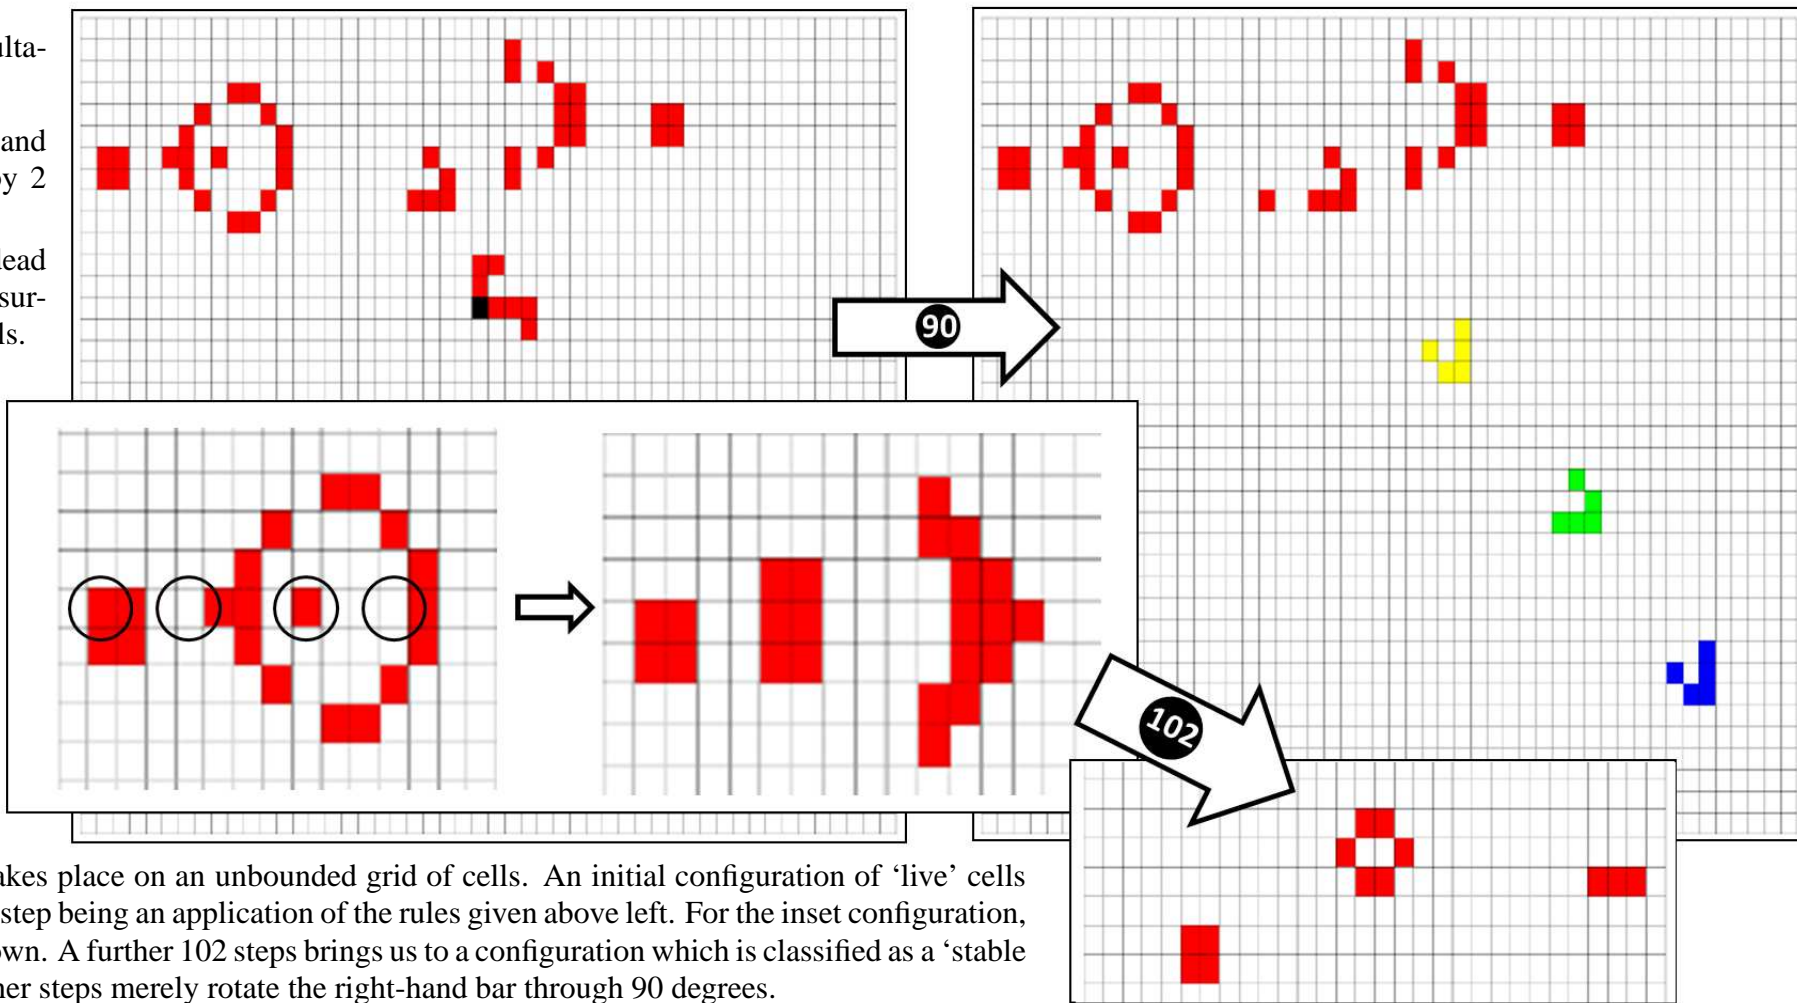 ulta-
and
by 2
lead
sur-
ls.
90
102
akes place on an unbounded grid of cells. An initial configuration of ‘live’ cells
step being an application of the rules given above left. For the inset configuration,
own. A further 102 steps brings us to a configuration which is classified as a ‘stable
her steps merely rotate the right-hand bar through 90 degrees.